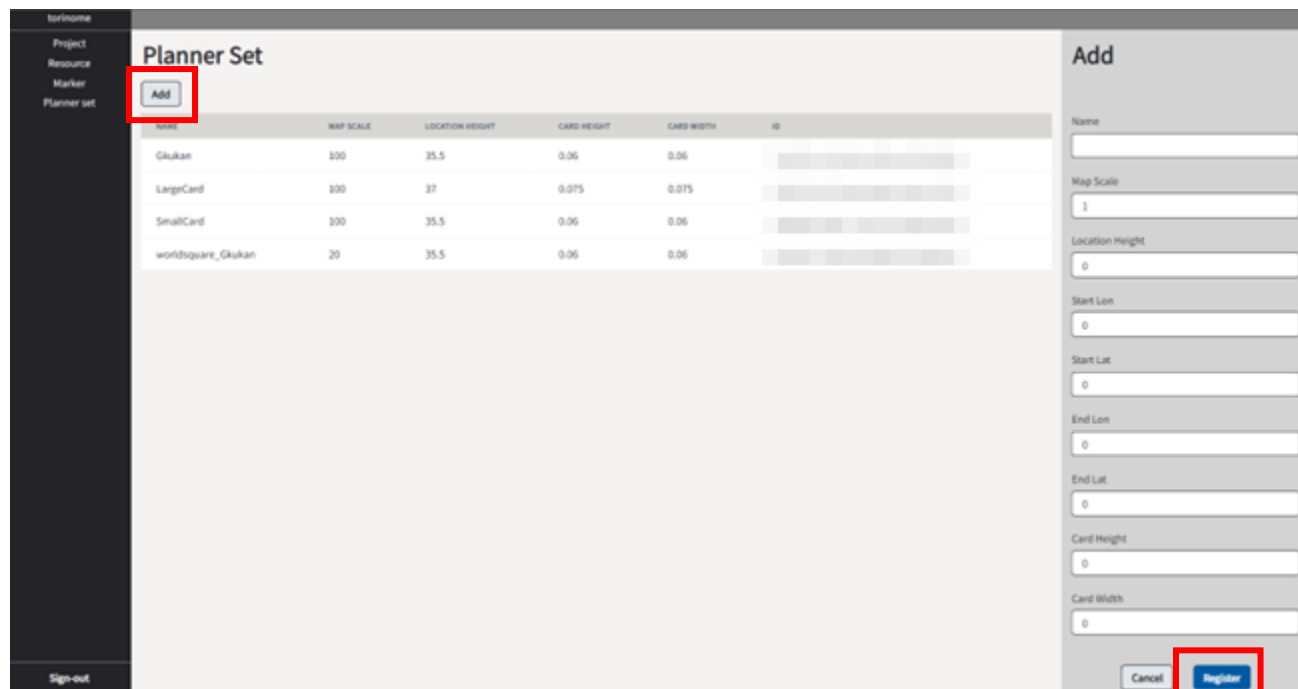 torinome
Project
Resource
Marker
Planner set
Sign-out
Planner Set
Add
NAME MAP SCALE LOCATION HEIGHT CARD HEIGHT CARD WIDTH ID
Gkukan 100 35.5 0.06 0.06
LargeCard 100 37 0.075 0.075
SmallCard 100 35.5 0.06 0.06
worldsquare_Gkukan 20 35.5 0.06 0.06
Add
Name
Map Scale
1
Location Height
0
Start Lon
0
Start Lat
0
End Lon
0
End Lat
0
Card Height
0
Card Width
0
Cancel Register